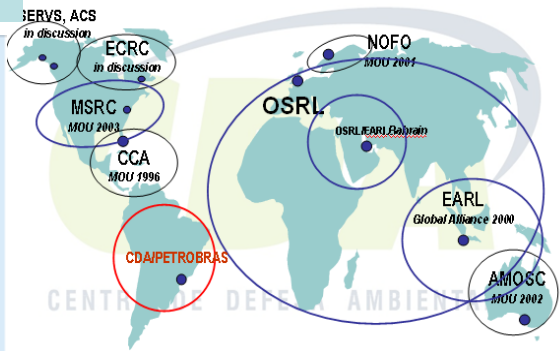 SERVS, ACS
in discussion
ECRC
in discussion
MSRC
MOU 2003
CCA
MOU 1996
NOFO
MOU 2001
OSRL
OSRL/EARL Bahrain
EARL
Global Alliance 2000
CDA/PETROBRAS
AMOSC
MOU 2002
CENTRO DE DEFESA AMBIENTAL